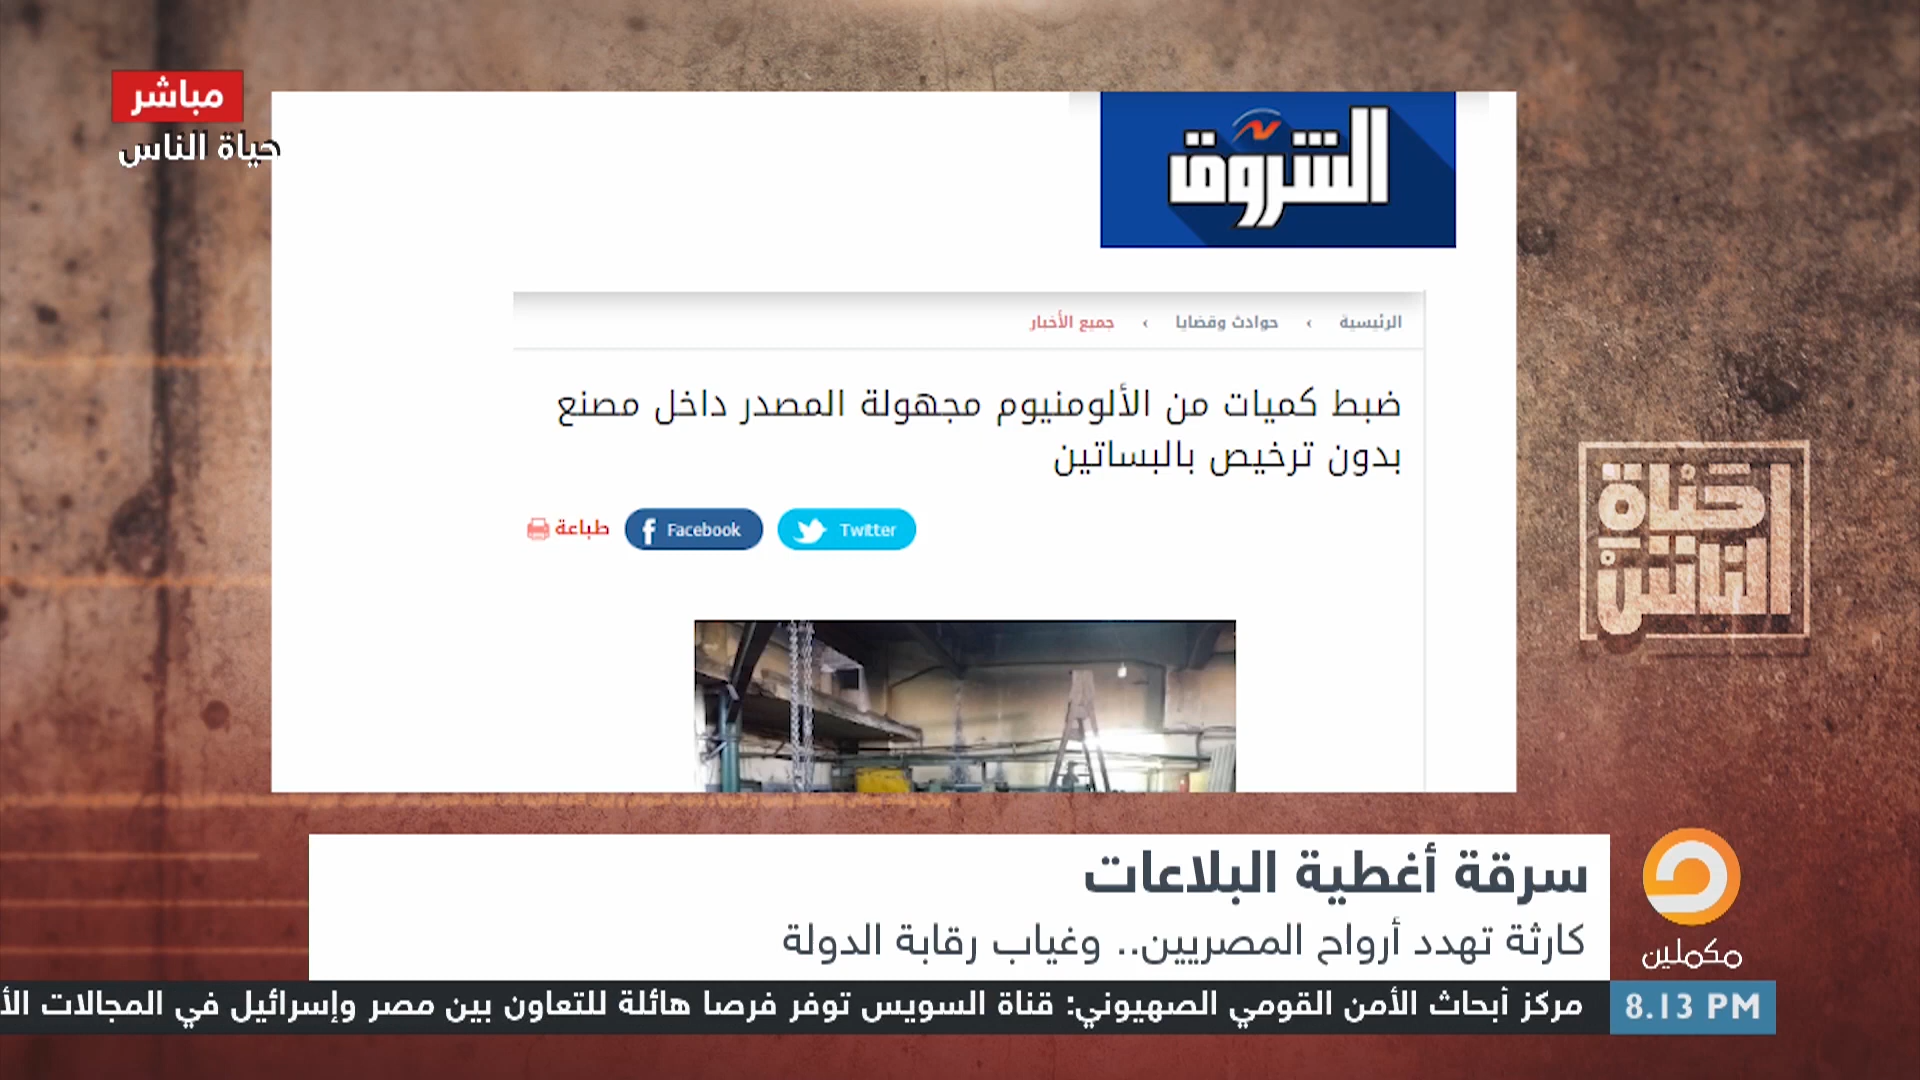 مباشر
حياة الناس
الشروق
الرئيسية › حوادث وقضايا › جميع الأخبار
ضبط كميات من الألومنيوم مجهولة المصدر داخل مصنع
بدون ترخيص بالبساتين
Twitter
Facebook
طباعة
حياة
الناس
سرقة أغطية البلاعات
كارثة تهدد أرواح المصريين.. وغياب رقابة الدولة
مكملين
8.13 PM
مركز أبحاث الأمن القومي الصهيوني: قناة السويس توفر فرصا هائلة للتعاون بين مصر وإسرائيل في المجالات